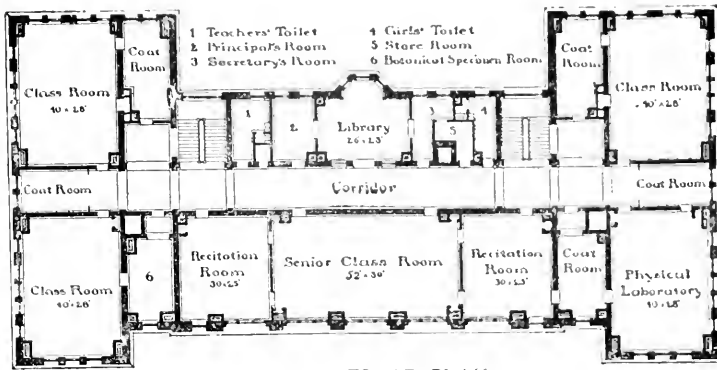 1 Teachers' Toilet
2 Principal's Room
3 Secretary's Room
4 Girls' Toilet
5 Store Room
6 Botanical Specimen Room
Coat
Room
Class Room
40 × 28'
1
2
Library
26 × 28'
3
4
5
Coat
Room
Class Room
40' × 28'
Coat Room
Corridor
Coat Room
Class Room
40' × 28'
6
Recitation
Room
30 × 25'
Senior Class Room
52' × 30'
Recitation
Room
30 × 25'
Coat
Room
Physical
Laboratory
40 × 28'